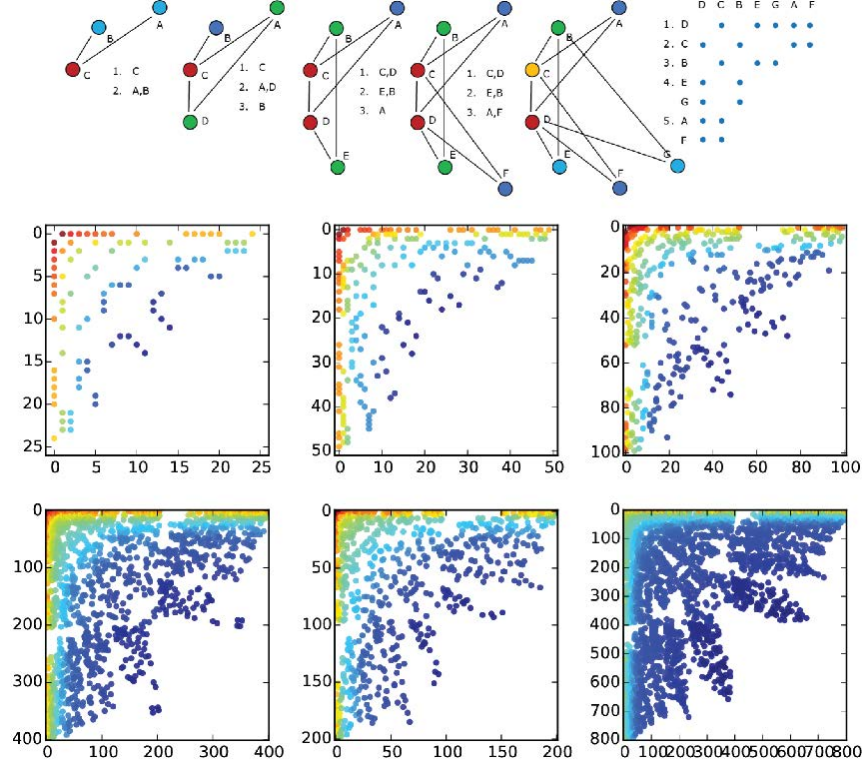 A
B
C
1. C
2. A,B
A
B
C
D
1. C
2. A,D
3. B
A
B
C
D
E
1. C,D
2. E,B
3. A
A
B
C
D
E
F
1. C,D
2. E,B
3. A,F
A
B
C
D
E
F
G
D C B E G A F
1. D
2. C
3. B
4. E
G
5. A
F
0
5
10
15
20
25
0 5 10 15 20 25
0
10
20
30
40
50
0 10 20 30 40 50
0
20
40
60
80
100
0 20 40 60 80 100
0
100
200
300
400
0 100 200 300 400
0
50
100
150
200
0 50 100 150 200
0
100
200
300
400
500
600
700
800
0 100 200 300 400 500 600 700 800